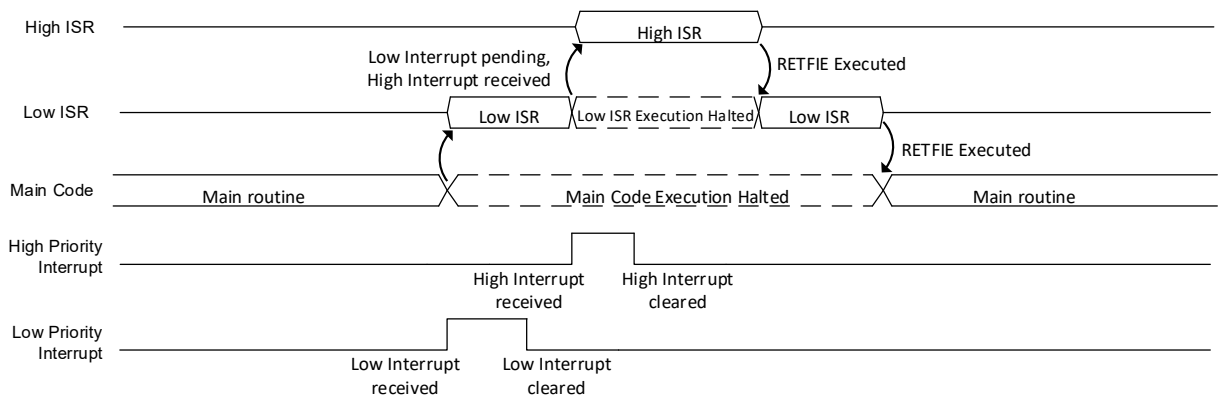 High ISR
High ISR
Low Interrupt pending,
High Interrupt received
RETFIE Executed
Low ISR
Low ISR
Low ISR Execution Halted
Low ISR
RETFIE Executed
Main Code
Main routine
Main Code Execution Halted
Main routine
High Priority
Interrupt
High Interrupt
received
High Interrupt
cleared
Low Priority
Interrupt
Low Interrupt
received
Low Interrupt
cleared